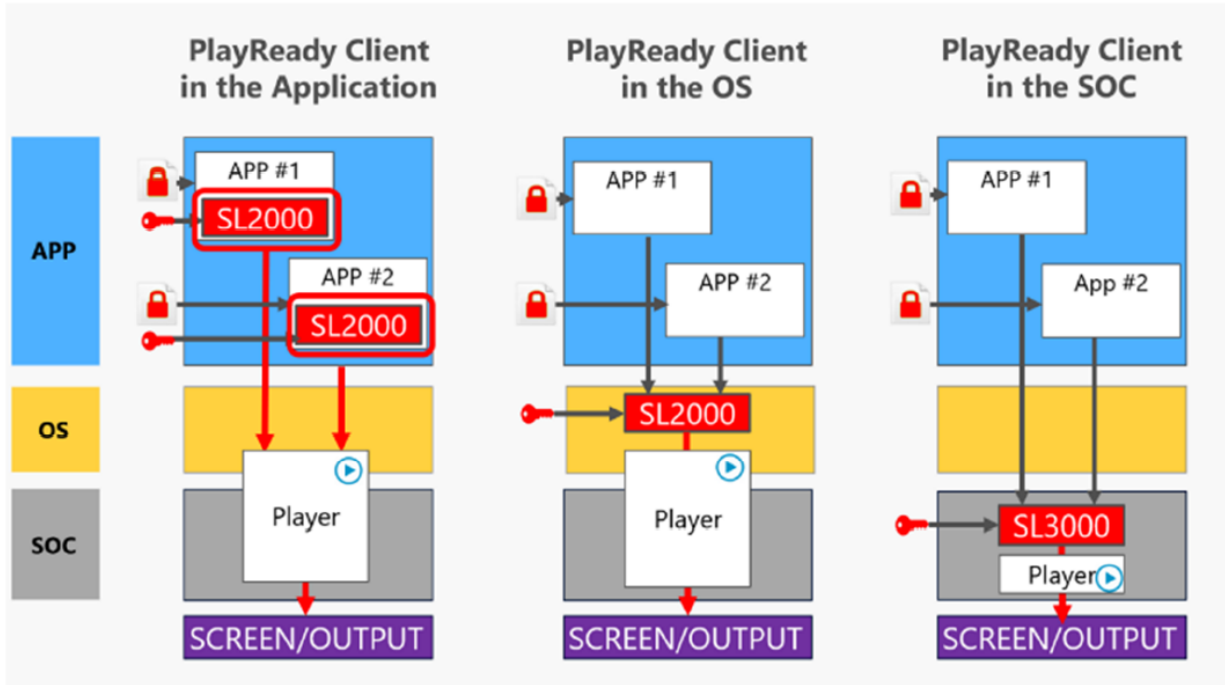 PlayReady Client
in the Application
PlayReady Client
in the OS
PlayReady Client
in the SOC
APP
OS
SOC
APP #1
SL2000
APP #2
SL2000
Player
SCREEN/OUTPUT
APP #1
APP #2
SL2000
Player
SCREEN/OUTPUT
APP #1
App #2
SL3000
Player
SCREEN/OUTPUT